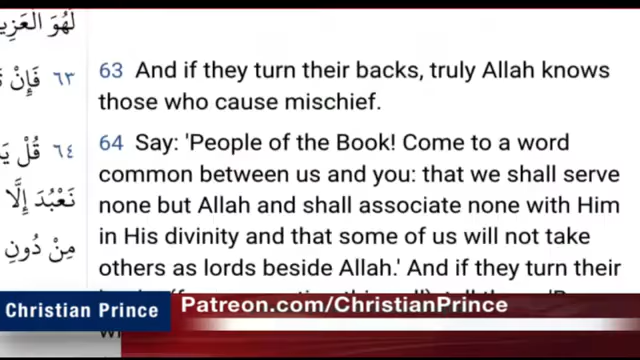 لَهُوَ الْعَزِي
63 And if they turn their backs, truly Allah knows
those who cause mischief.
٦٣ فَإِن
64 Say: 'People of the Book! Come to a word
common between us and you: that we shall serve
none but Allah and shall associate none with Him
in His divinity and that some of us will not take
others as lords beside Allah.' And if they turn their
٦٤ قُلْ
نَعْبُدَ إِلَّا
مِنْ دُونِ
Christian Prince
Patreon.com/ChristianPrince